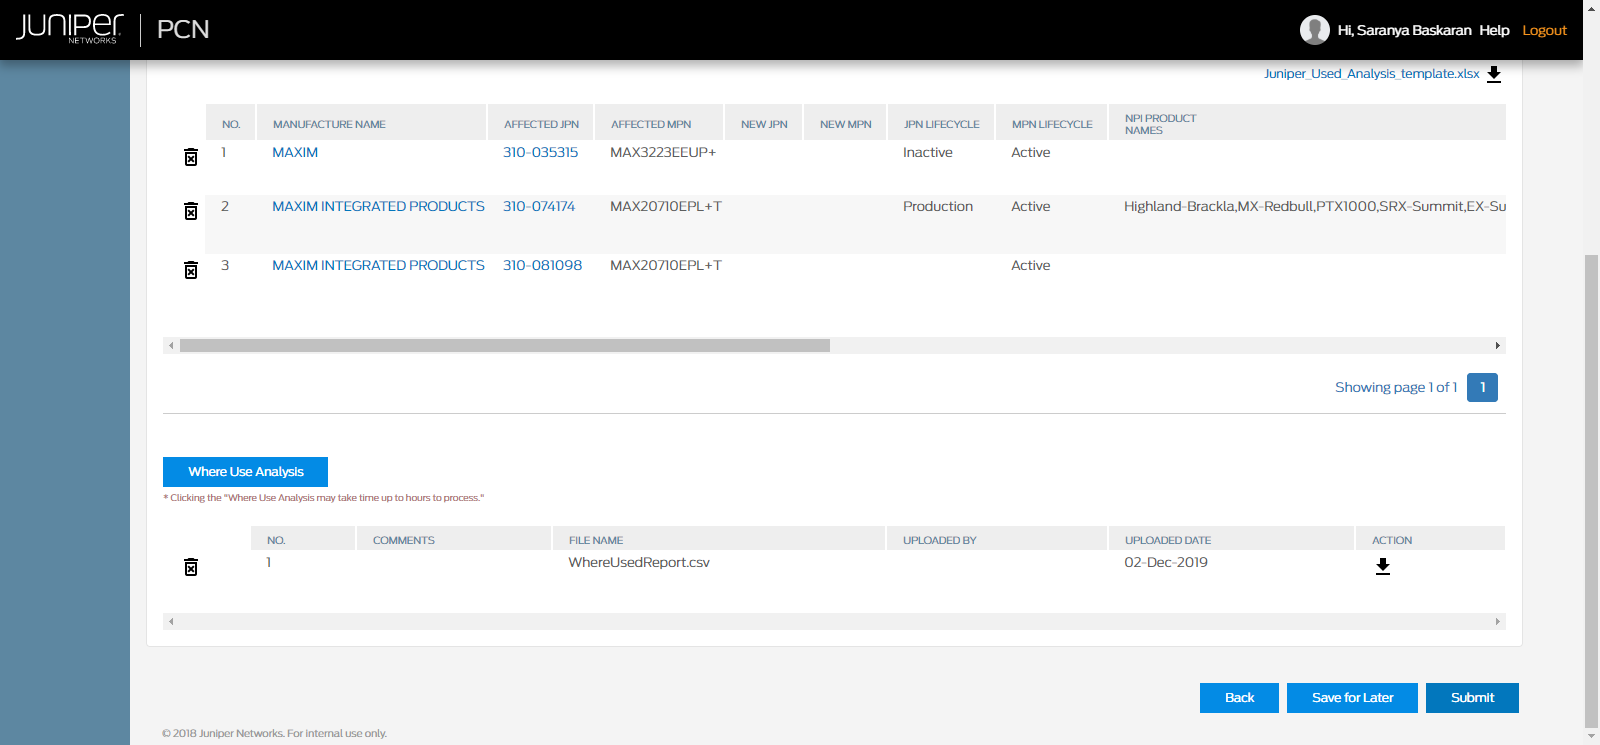 JUNIPER NETWORKS PCN Hi, Saranya Baskaran Help Logout
Juniper_Used_Analysis_template.xlsx
NO. MANUFACTURE NAME AFFECTED JPN AFFECTED MPN NEW JPN NEW MPN JPN LIFECYCLE MPN LIFECYCLE NPI PRODUCT NAMES
1 MAXIM 310-035315 MAX3223EEUP+ Inactive Active
2 MAXIM INTEGRATED PRODUCTS 310-074174 MAX20710EPL+T Production Active Highland-Brackla,MX-Redbull,PTX1000,SRX-Summit,EX-Su
3 MAXIM INTEGRATED PRODUCTS 310-081098 MAX20710EPL+T Active
Showing page 1 of 1 1
Where Use Analysis
* Clicking the "Where Use Analysis may take time up to hours to process."
NO. COMMENTS FILE NAME UPLOADED BY UPLOADED DATE ACTION
1 WhereUsedReport.csv 02-Dec-2019
Back Save for Later Submit
© 2018 Juniper Networks. For internal use only.